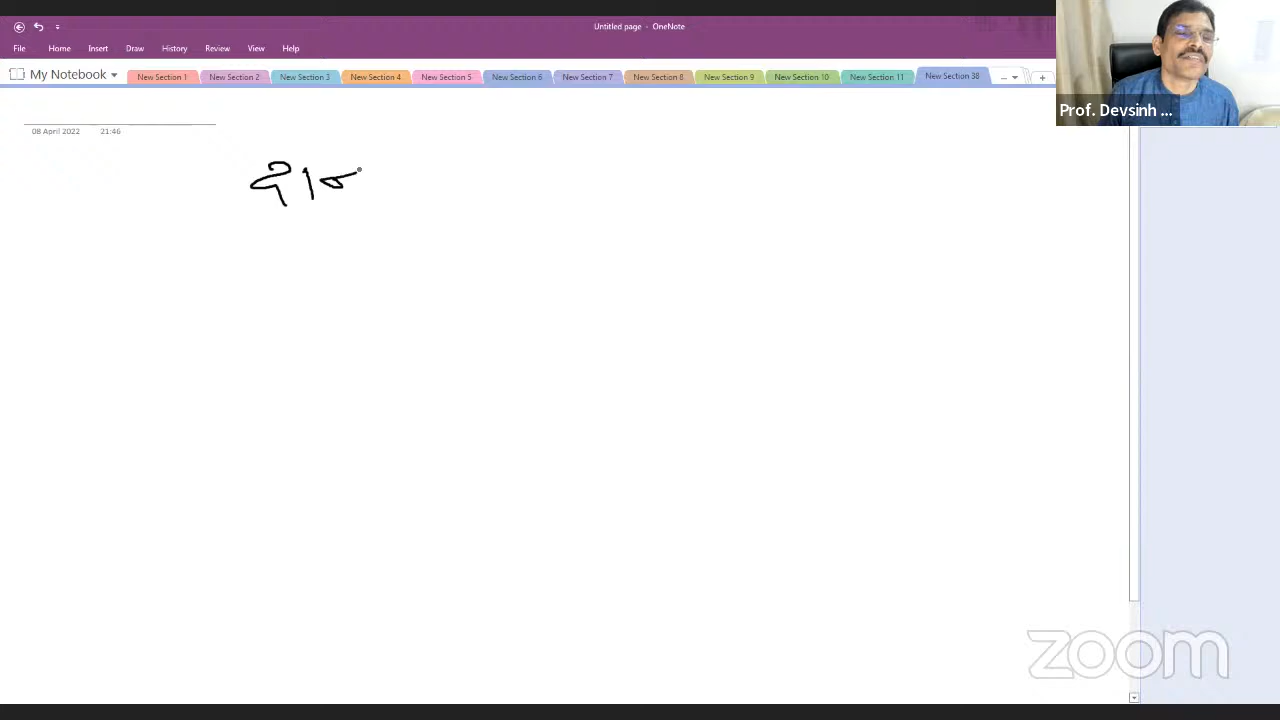 Untitled page - OneNote
File Home Insert Draw History Review View Help
My Notebook New Section 1 New Section 2 New Section 3 New Section 4 New Section 5 New Section 6 New Section 7 New Section 8 New Section 9 New Section 10 New Section 11 New Section 38 ...
Prof. Devsinh ...
08 April 2022 21:46
zoom